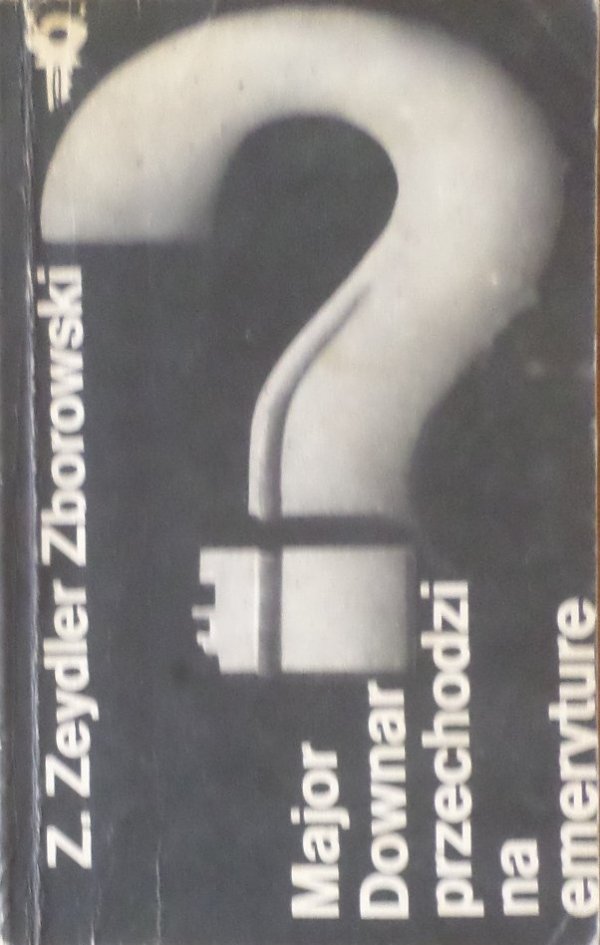 Z. Zeydler Zborowski
Major
Downar
przechodzi
na
emeryturę